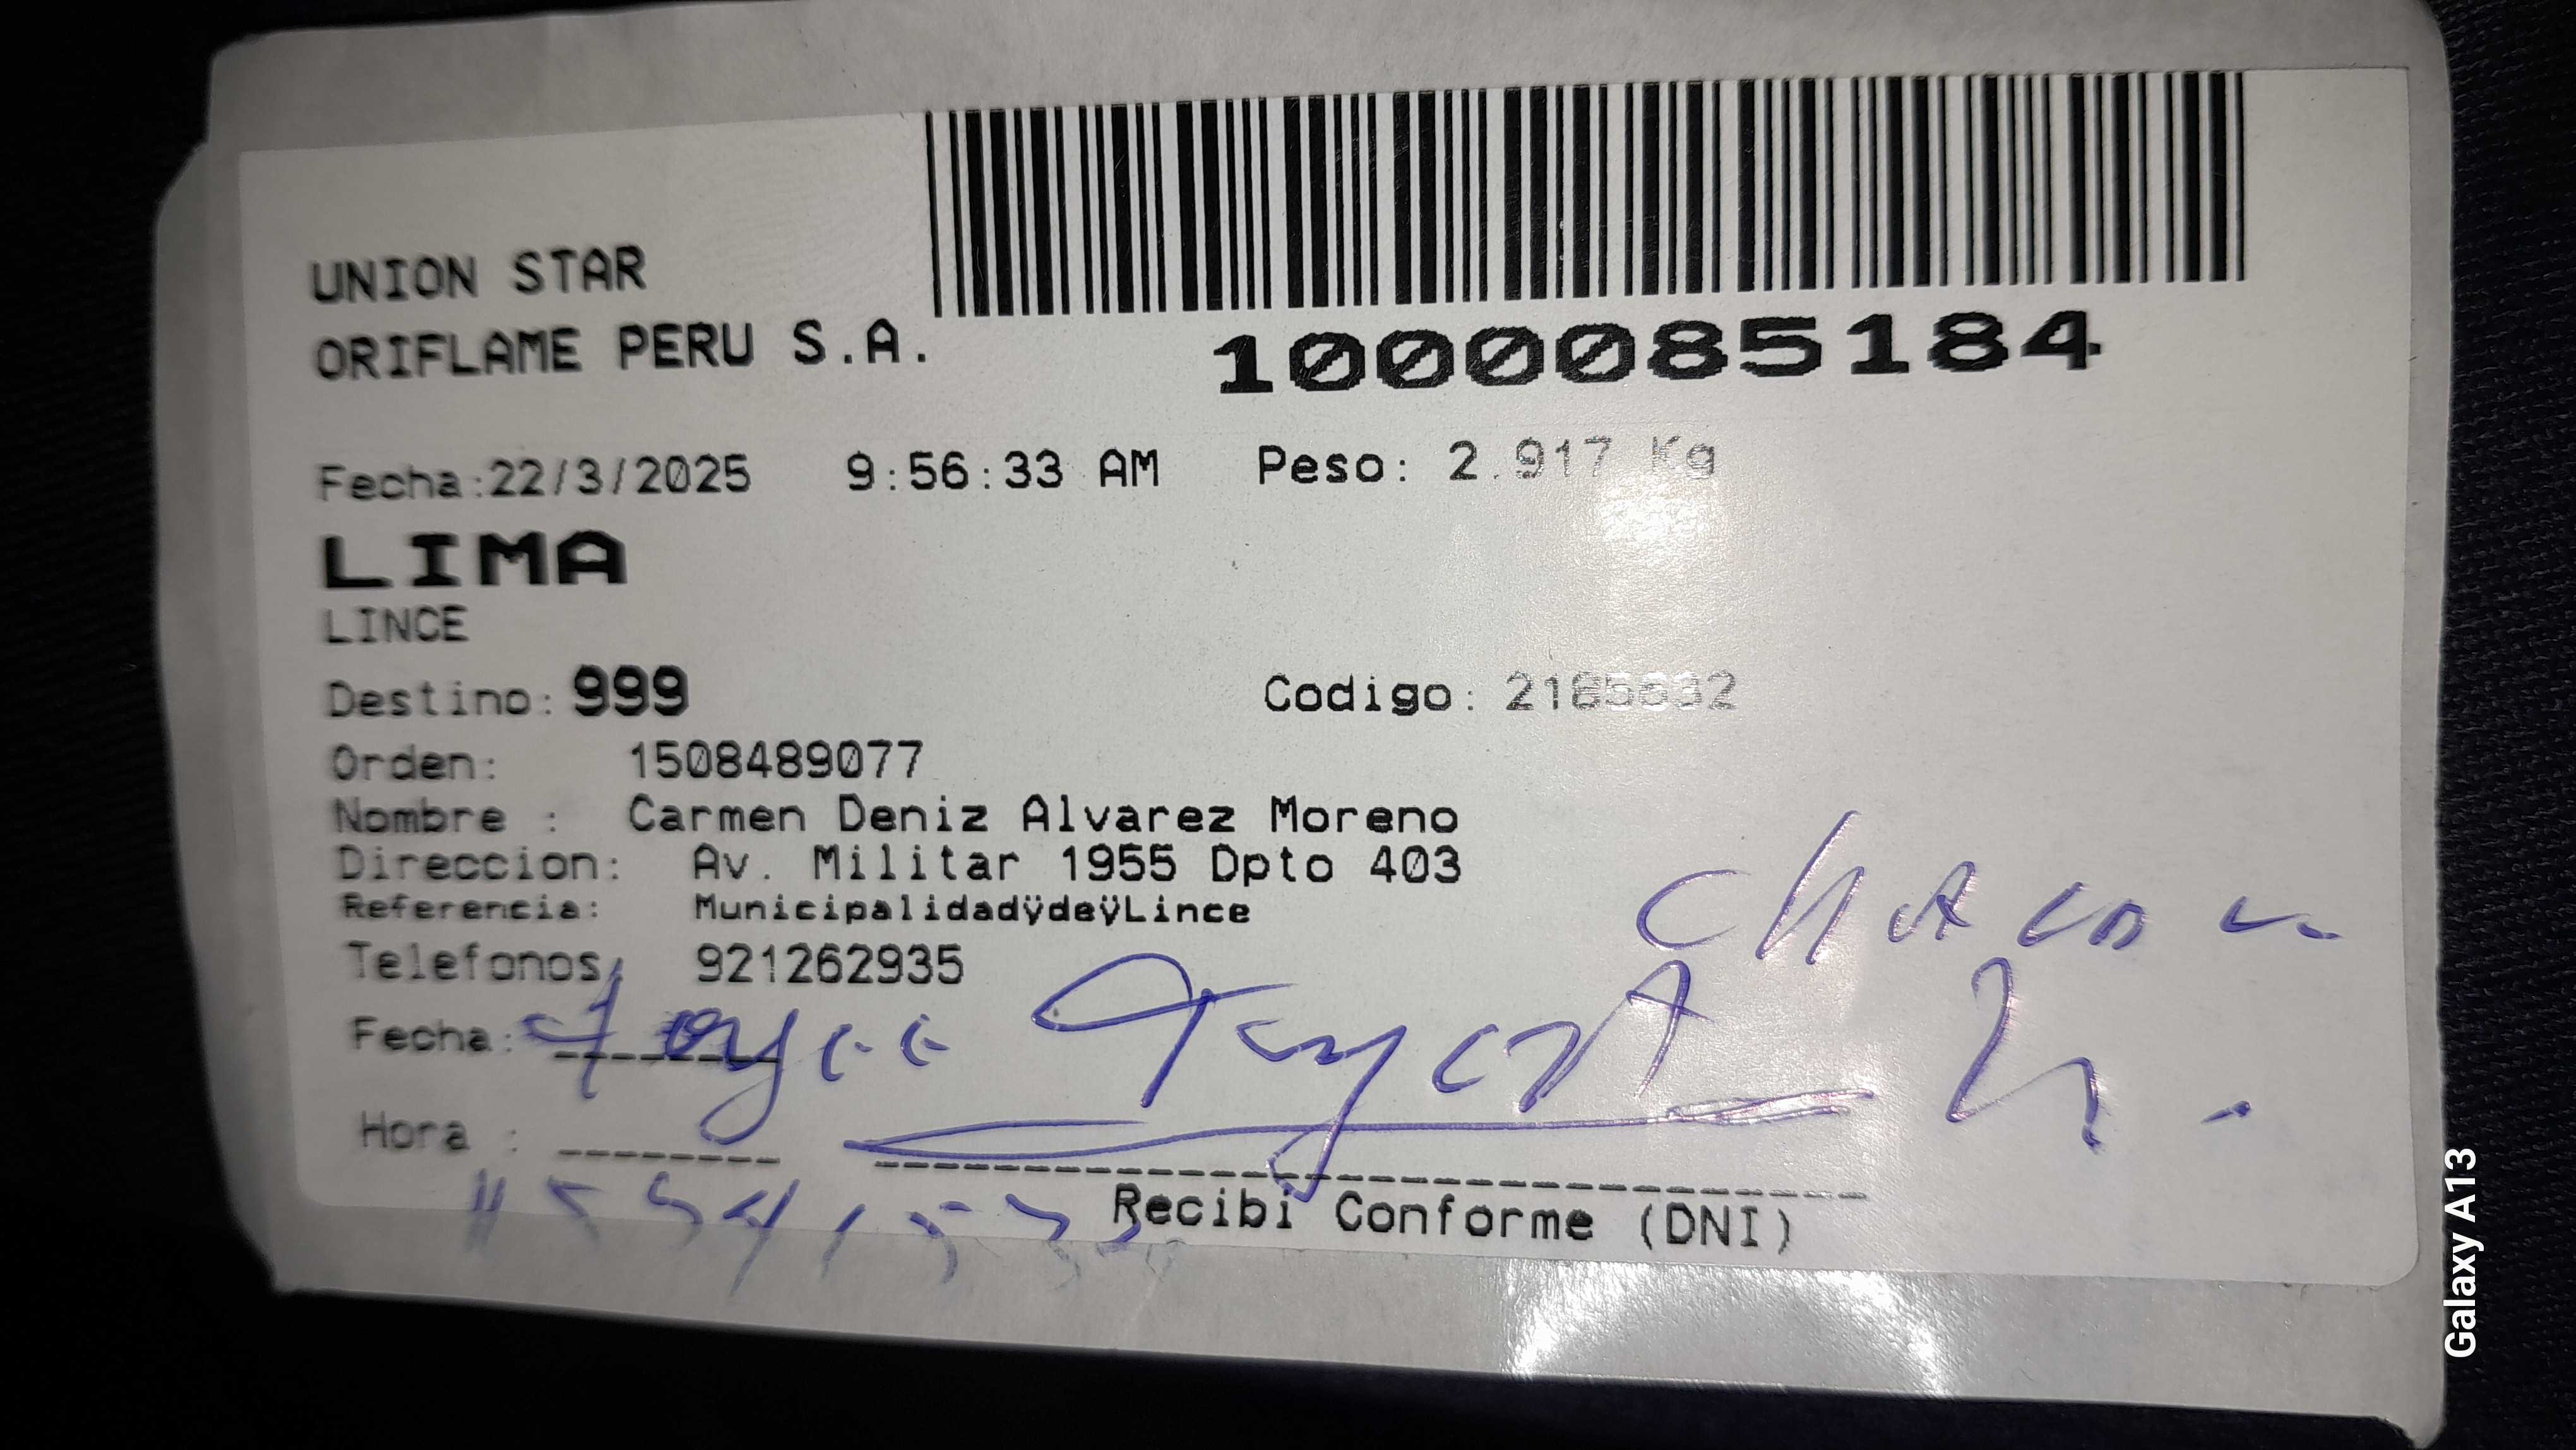 UNION STAR
ORIFLAME PERU S.A.
1000085184
Fecha:22/3/2025 9:56:33 AM Peso: 2.917 Kg
LIMA
LINCE
Destino: 999 Codigo:
Orden: 1508489077
Nombre : Carmen Deniz Alvarez Moreno
Direccion: Av. Militar 1955 Dpto 403
Referencia: MunicipalidadÿdeÿLince
Telefonos 921262935
Fecha:
Hora :
Recibi Conforme (DNI)
Galaxy A13